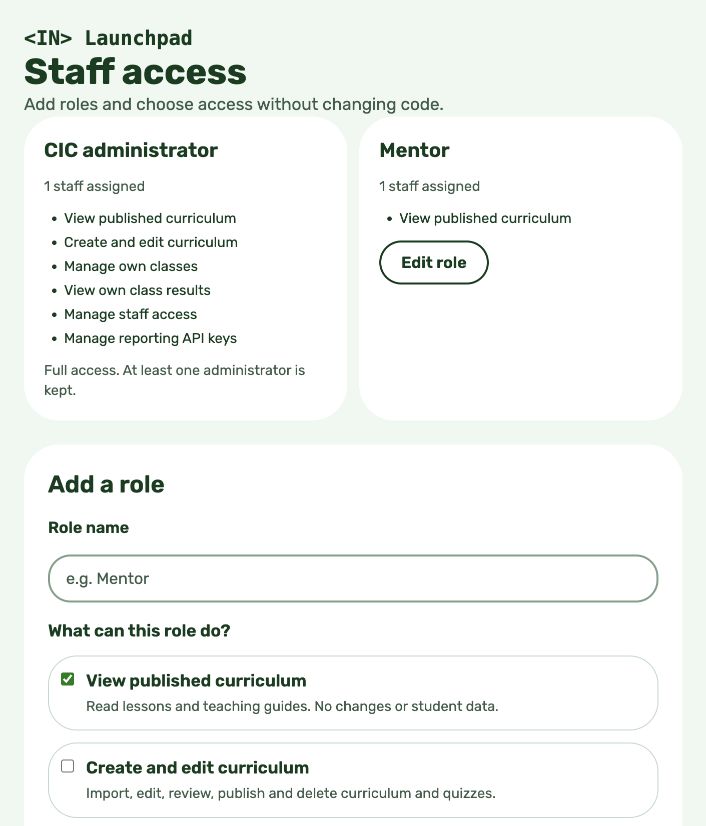 <IN> Launchpad
Staff access
Add roles and choose access without changing code.
CIC administrator
1 staff assigned
• View published curriculum
• Create and edit curriculum
• Manage own classes
• View own class results
• Manage staff access
• Manage reporting API keys
Full access. At least one administrator is
kept.
Mentor
1 staff assigned
• View published curriculum
Edit role
Add a role
Role name
e.g. Mentor
What can this role do?
View published curriculum
Read lessons and teaching guides. No changes or student data.
Create and edit curriculum
Import, edit, review, publish and delete curriculum and quizzes.